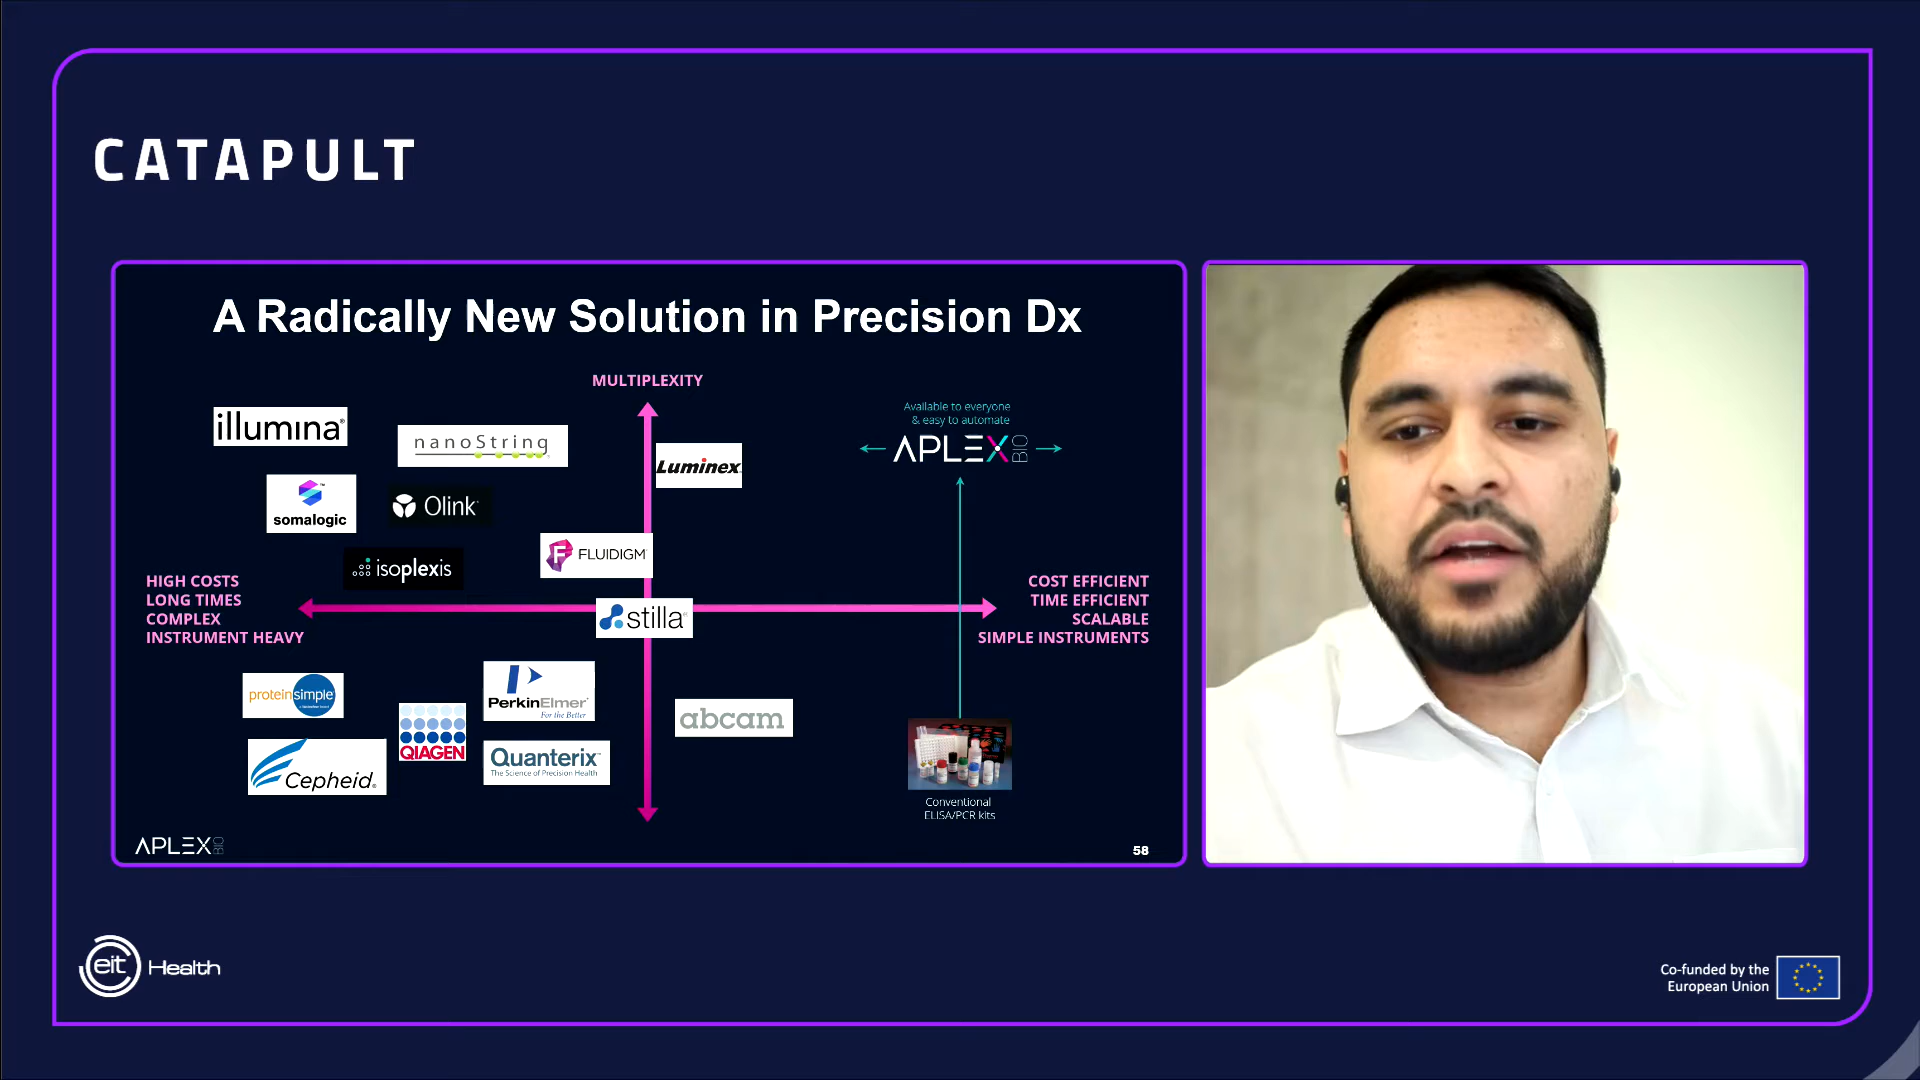 CATAPULT
A Radically New Solution in Precision Dx
MULTIPLEXITY
illumina®
nanoString
Luminex
Available to everyone
& easy to automate
APLEX BIO
somalogic™
Olink
isoplexis
FLUIDIGM
HIGH COSTS
LONG TIMES
COMPLEX
INSTRUMENT HEAVY
stilla
COST EFFICIENT
TIME EFFICIENT
SCALABLE
SIMPLE INSTRUMENTS
proteinsimple
PerkinElmer
For the Better
QIAGEN
abcam
Cepheid®
Quanterix™
The Science of Precision Health
Conventional
ELISA/PCR kits
APLEX BIO
58
eit Health
Co-funded by the
European Union